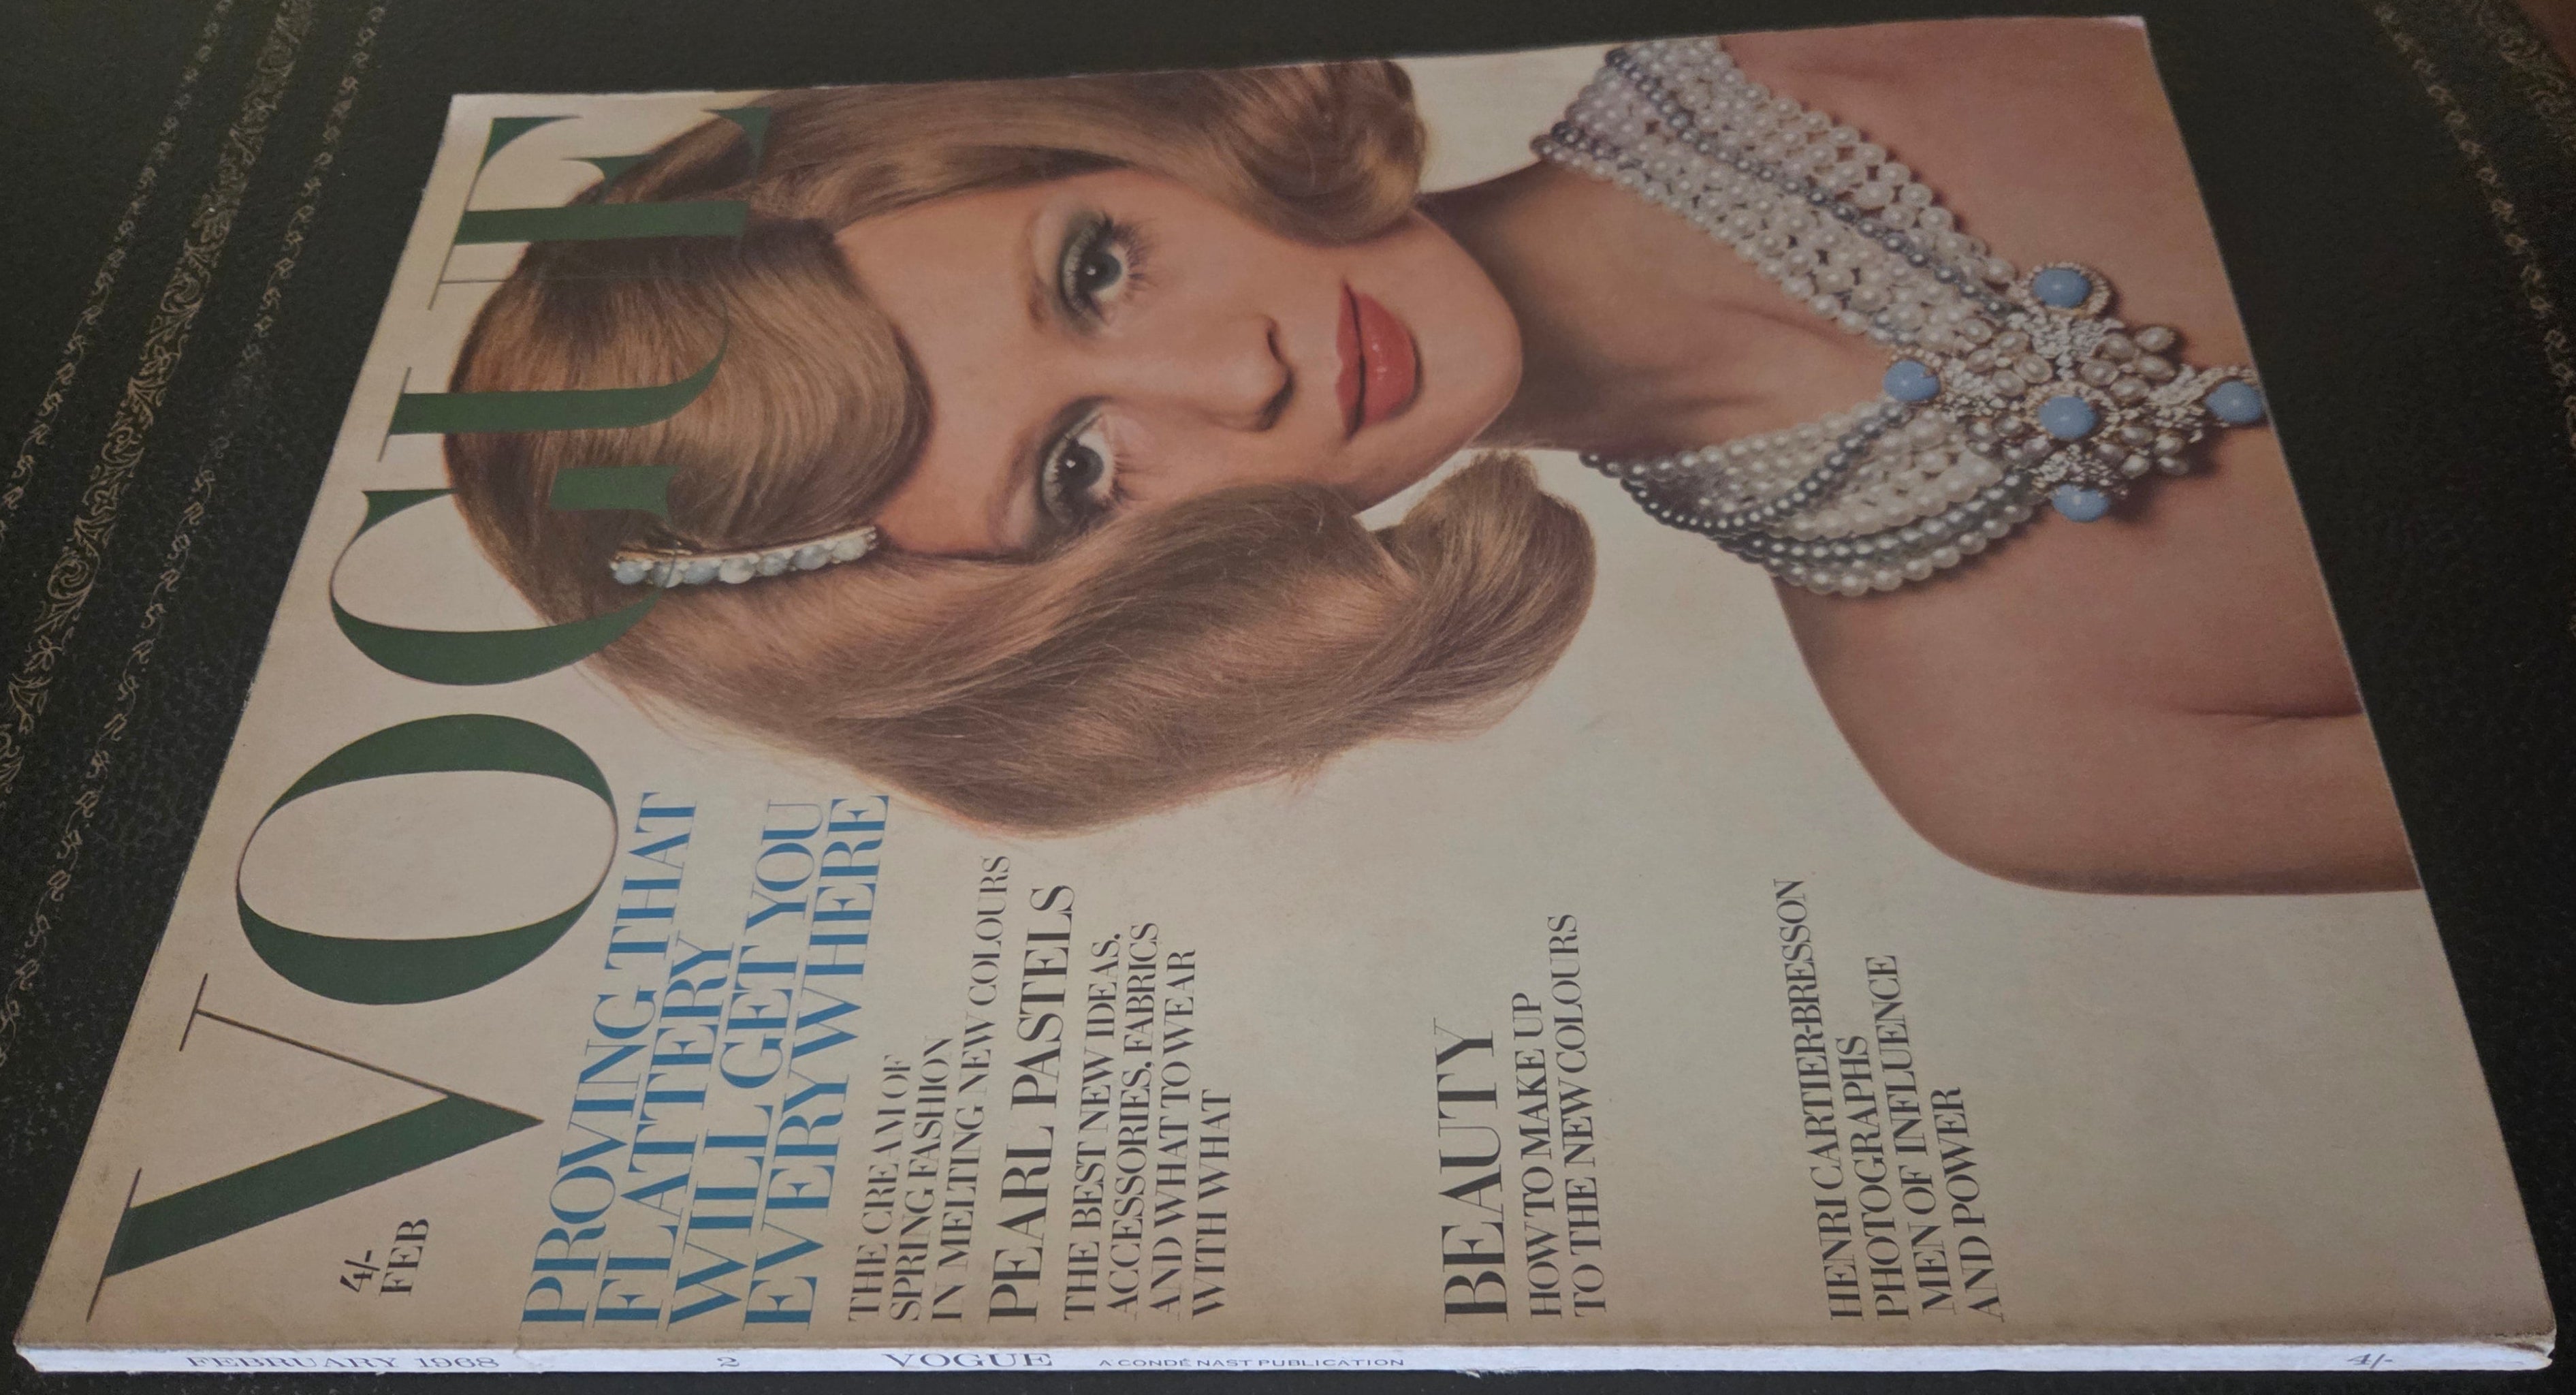 VOGUE
4/-
FEB
PROVING THAT
FLATTERY
WILL GET YOU
EVERYWHERE
THE CREAM OF
SPRING FASHION
IN MELTING NEW COLOURS
PEARL PASTELS
THE BEST NEW IDEAS,
ACCESSORIES, FABRICS
AND WHAT TO WEAR
WITH WHAT
BEAUTY
HOW TO MAKE UP
TO THE NEW COLOURS
HENRI CARTIER-BRESSON
PHOTOGRAPHS
MEN OF INFLUENCE
AND POWER
FEBRUARY 1968 2 VOGUE A CONDÉ NAST PUBLICATION 4/-